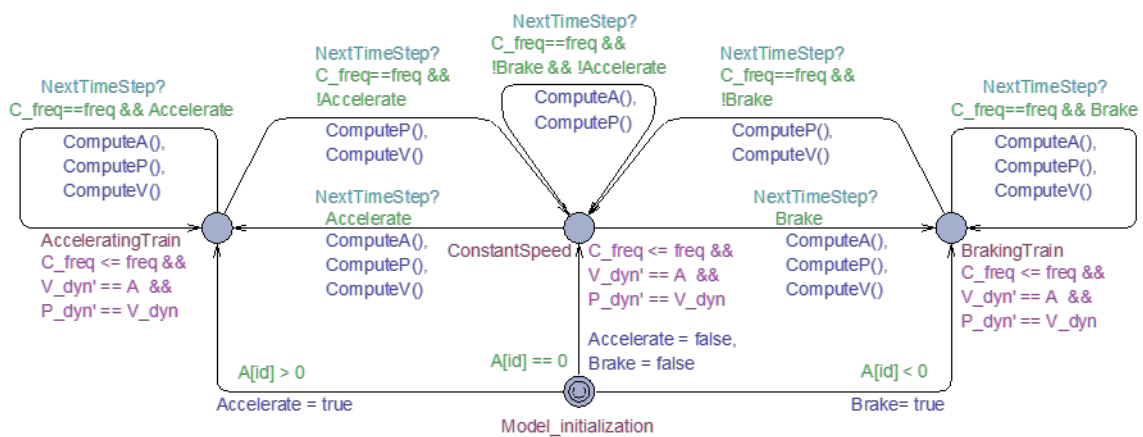 NextTimeStep?
C_freq==freq &&
!Brake && !Accelerate
ComputeA(),
ComputeP()
NextTimeStep?
C_freq==freq &&
!Accelerate
ComputeP(),
ComputeV()
NextTimeStep?
C_freq==freq &&
!Brake
ComputeP(),
ComputeV()
NextTimeStep?
C_freq==freq && Accelerate
ComputeA(),
ComputeP(),
ComputeV()
NextTimeStep?
C_freq==freq && Brake
ComputeA(),
ComputeP(),
ComputeV()
NextTimeStep?
Accelerate
ComputeA(),
ComputeP(),
ComputeV()
NextTimeStep?
Brake
ComputeA(),
ComputeP(),
ComputeV()
AcceleratingTrain
C_freq <= freq &&
V_dyn' == A &&
P_dyn' == V_dyn
ConstantSpeed
C_freq <= freq &&
V_dyn' == A &&
P_dyn' == V_dyn
BrakingTrain
C_freq <= freq &&
V_dyn' == A &&
P_dyn' == V_dyn
A[id] > 0
Accelerate = true
A[id] == 0
Accelerate = false,
Brake = false
A[id] < 0
Brake= true
Model_initialization